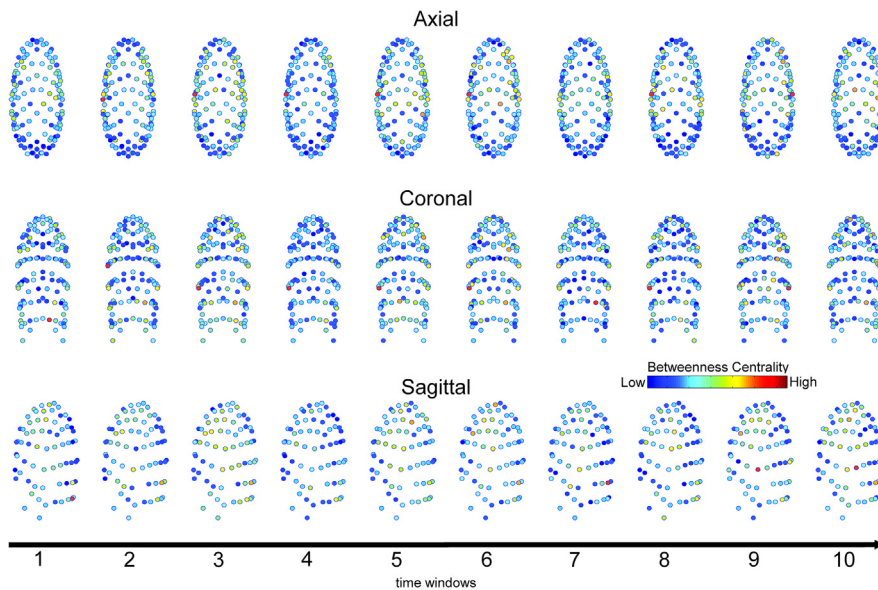 Axial
Coronal
Betweenness Centrality
Low High
Sagittal
1 2 3 4 5 6 7 8 9 10
time windows